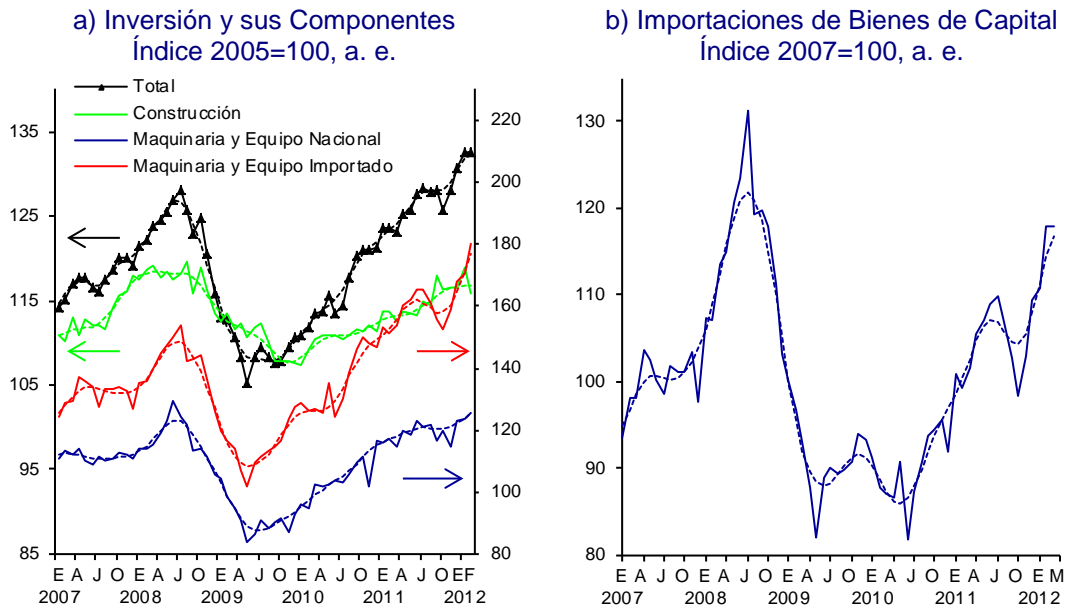 a) Inversión y sus Componentes
Índice 2005=100, a. e.
Total
Construcción
Maquinaria y Equipo Nacional
Maquinaria y Equipo Importado
135
125
115
105
95
85
220
200
180
160
140
120
100
80
E A J O E A J O E A J O E A J O E A J O EF
2007 2008 2009 2010 2011 2012
b) Importaciones de Bienes de Capital
Índice 2007=100, a. e.
130
120
110
100
90
80
E A J O E A J O E A J O E A J O E A J O E M
2007 2008 2009 2010 2011 2012